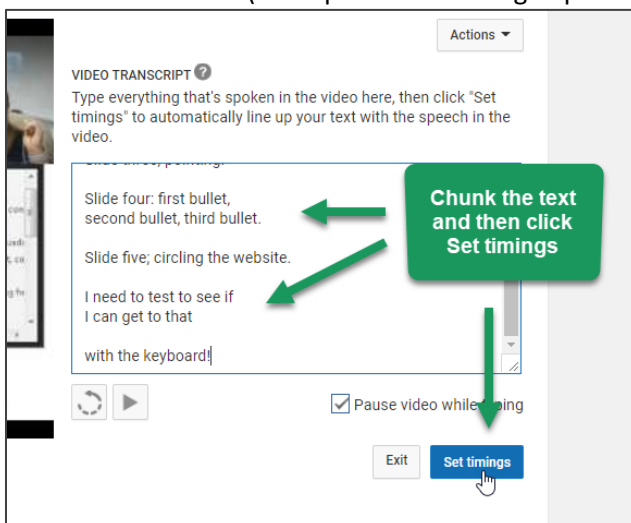 Actions
VIDEO TRANSCRIPT ?
Type everything that's spoken in the video here, then click "Set
timings" to automatically line up your text with the speech in the
video.
Slide four: first bullet,
second bullet, third bullet.
Slide five; circling the website.
I need to test to see if
I can get to that
with the keyboard!
Chunk the text
and then click
Set timings
Pause video while
Exit
Set timings